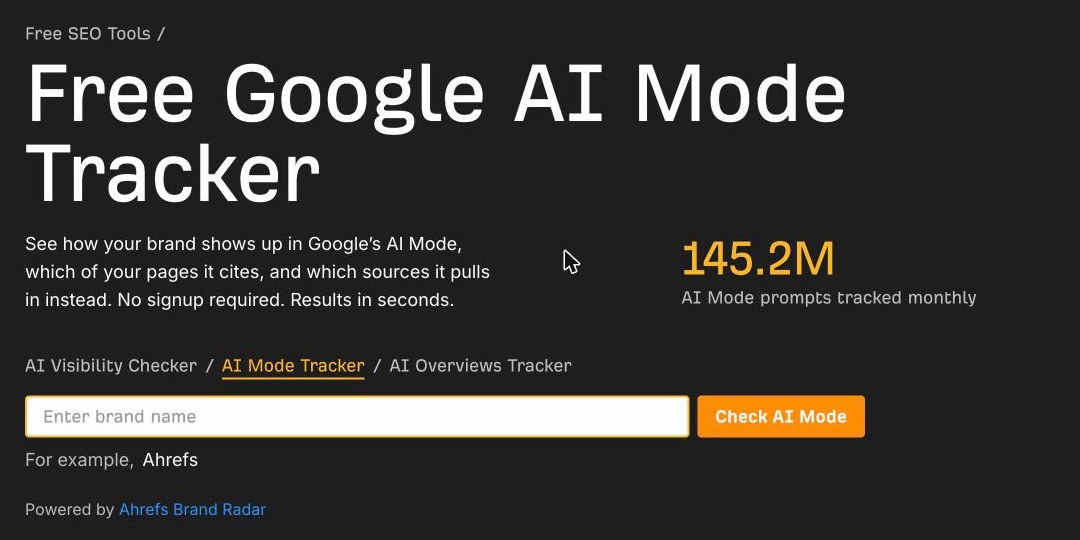 Free SEO Tools /
Free Google AI Mode
Tracker
See how your brand shows up in Google’s AI Mode,
which of your pages it cites, and which sources it pulls
in instead. No signup required. Results in seconds.
145.2M
AI Mode prompts tracked monthly
AI Visibility Checker / AI Mode Tracker / AI Overviews Tracker
Enter brand name
Check AI Mode
For example, Ahrefs
Powered by Ahrefs Brand Radar